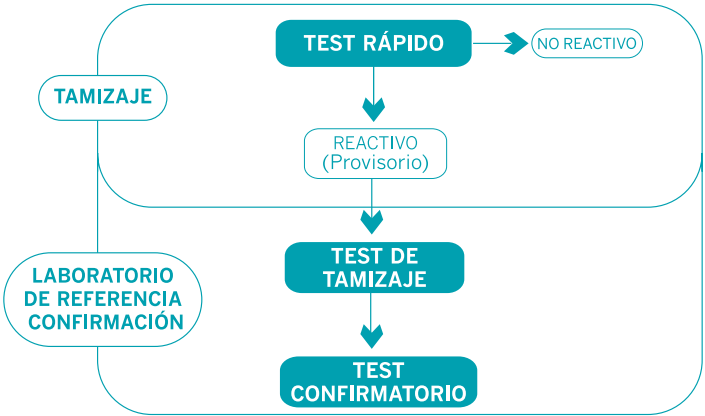 TEST RÁPIDO
NO REACTIVO
TAMIZAJE
REACTIVO
(Provisorio)
TEST DE
TAMIZAJE
LABORATORIO
DE REFERENCIA
CONFIRMACIÓN
TEST
CONFIRMATORIO